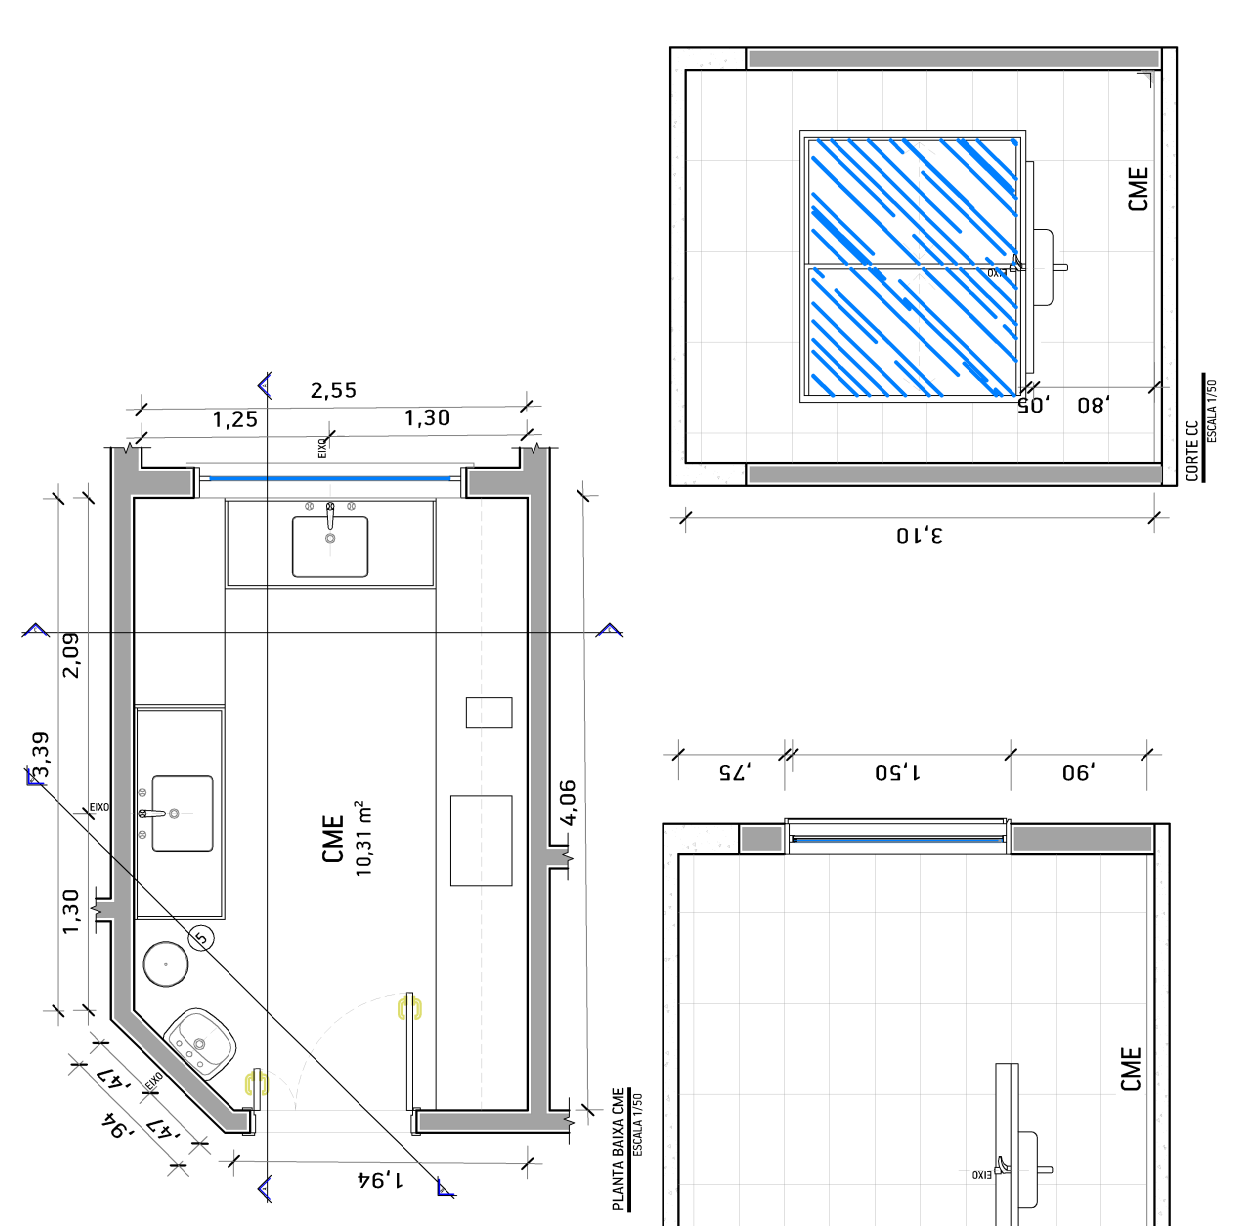 2,55
1,25
1,30
EIXO
2,09
3,39
EIXO
1,30
CME
10,31 m²
4,06
5
,47
EIXO
,47
,94
1,94
PLANTA BAIXA CME
ESCALA 1/50
CME
EIXO
,05
,80
CORTE CC
ESCALA 1/50
3,10
,75
1,50
,90
CME
EIXO